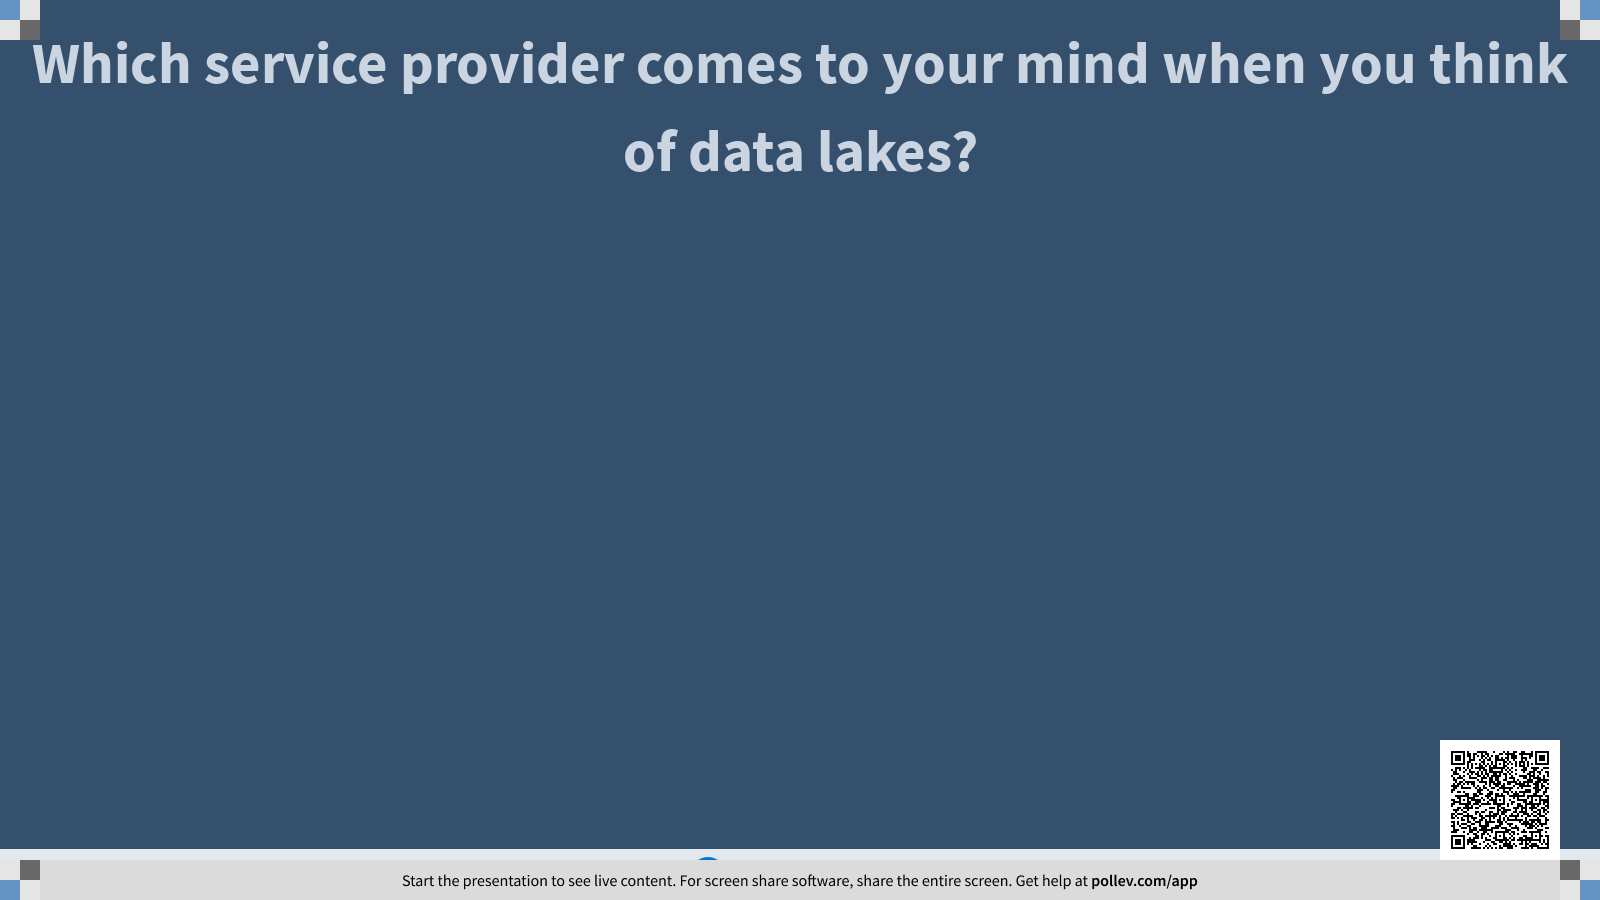 Which service provider comes to your mind when you think
of data lakes?
Start the presentation to see live content. For screen share software, share the entire screen. Get help at pollev.com/app